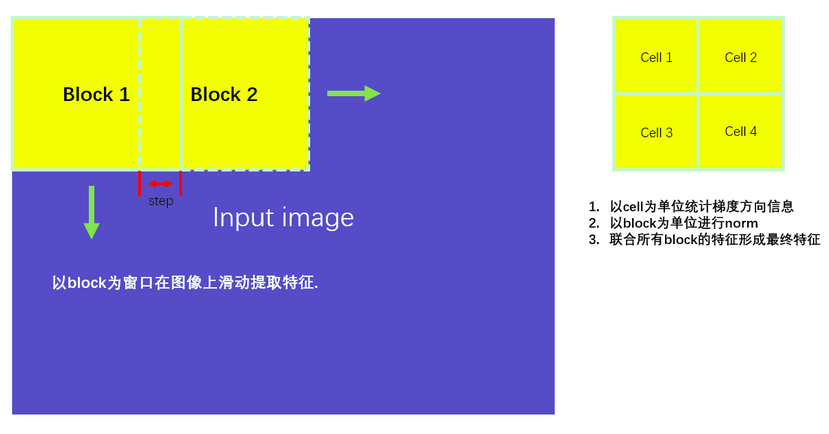 Block 1
Block 2
step
Input image
以block为窗口在图像上滑动提取特征.
Cell 1
Cell 2
Cell 3
Cell 4
1. 以cell为单位统计梯度方向信息
2. 以block为单位进行norm
3. 联合所有block的特征形成最终特征